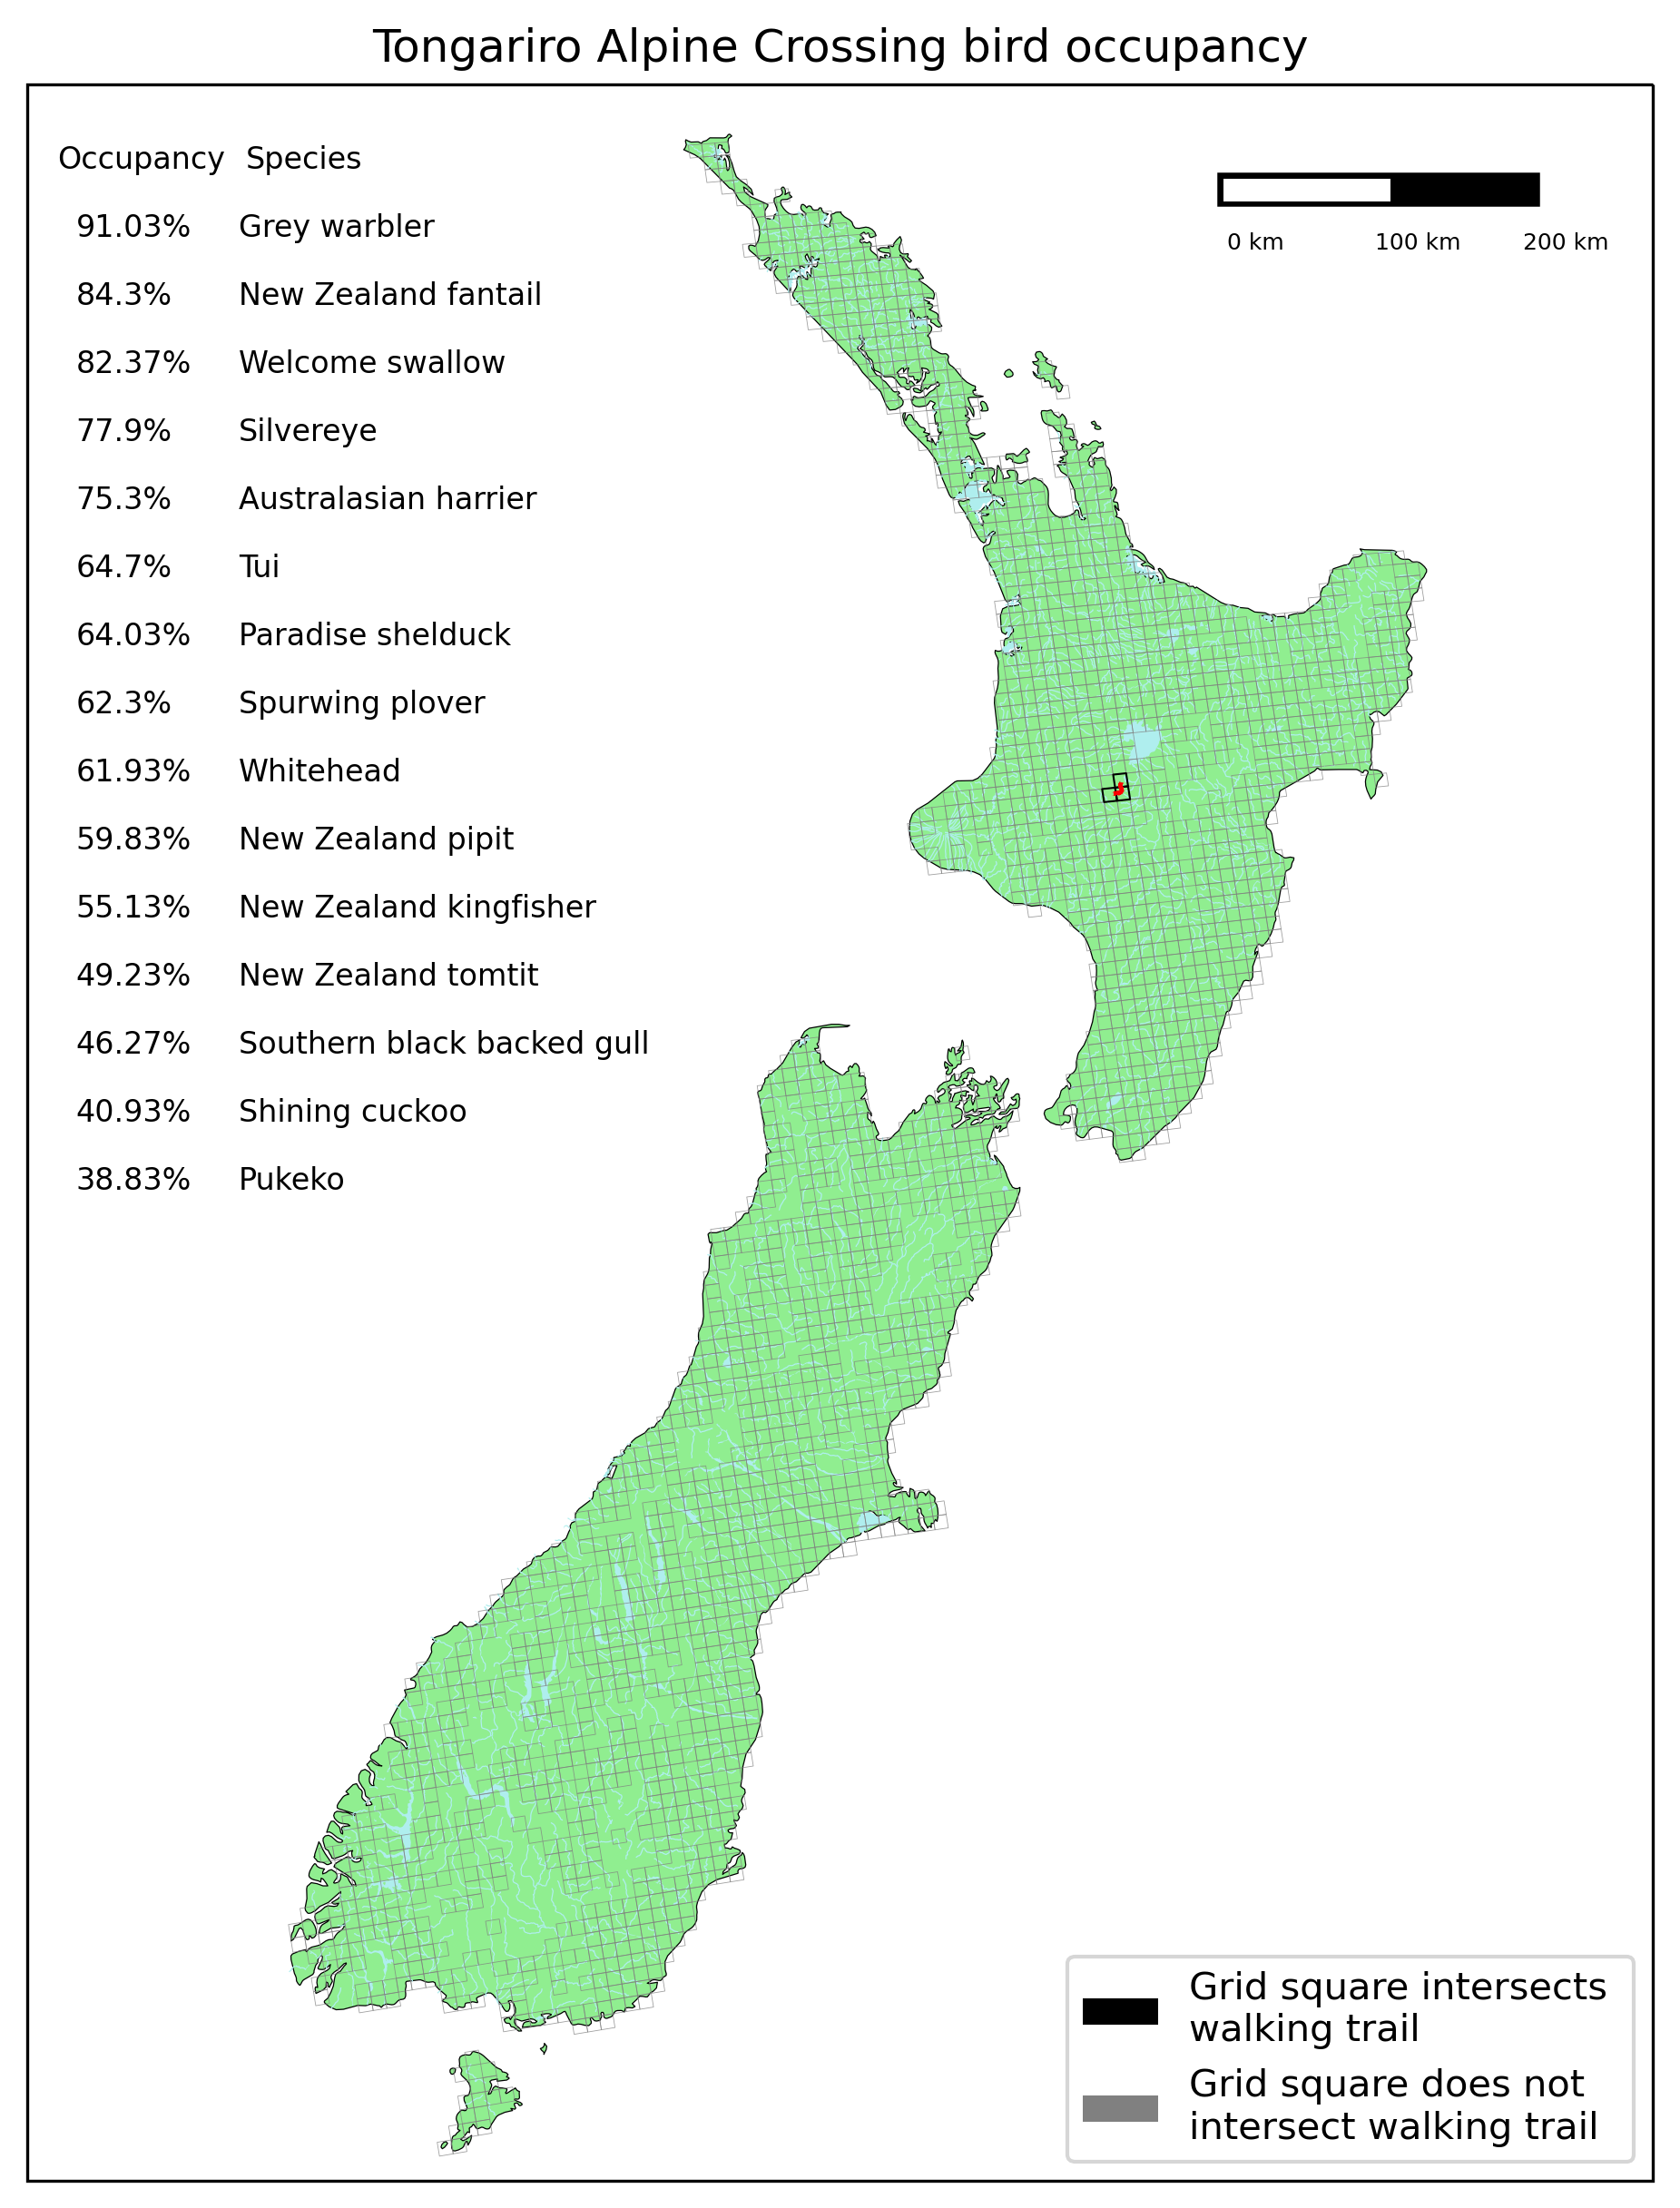 Tongariro Alpine Crossing bird occupancy
Occupancy Species
91.03% Grey warbler
84.3% New Zealand fantail
82.37% Welcome swallow
77.9% Silvereye
75.3% Australasian harrier
64.7% Tui
64.03% Paradise shelduck
62.3% Spurwing plover
61.93% Whitehead
59.83% New Zealand pipit
55.13% New Zealand kingfisher
49.23% New Zealand tomtit
46.27% Southern black backed gull
40.93% Shining cuckoo
38.83% Pukeko
0 km 100 km 200 km
Grid square intersects
walking trail
Grid square does not
intersect walking trail